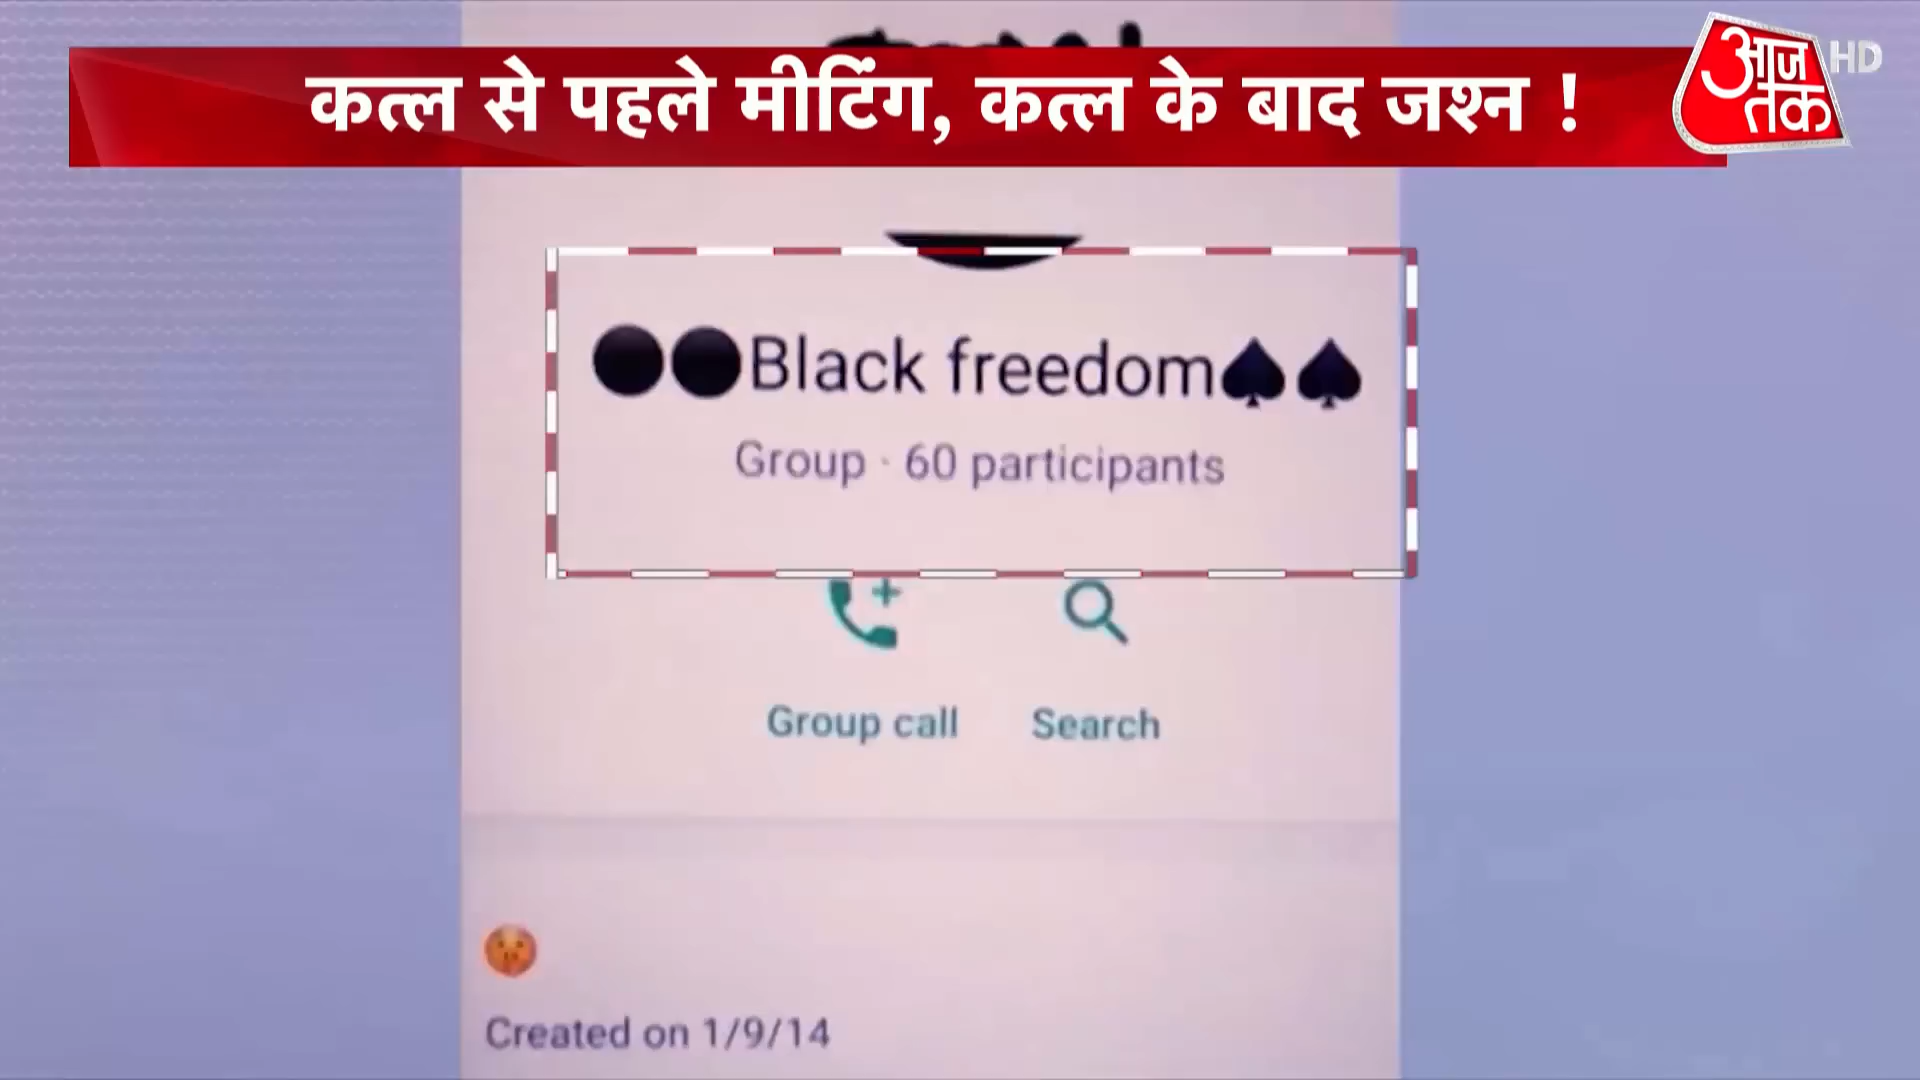 कत्ल से पहले मीटिंग, कत्ल के बाद जश्न !
आज तक HD
⚫⚫Black freedom♠♠
Group · 60 participants
Group call
Search
🤫
Created on 1/9/14